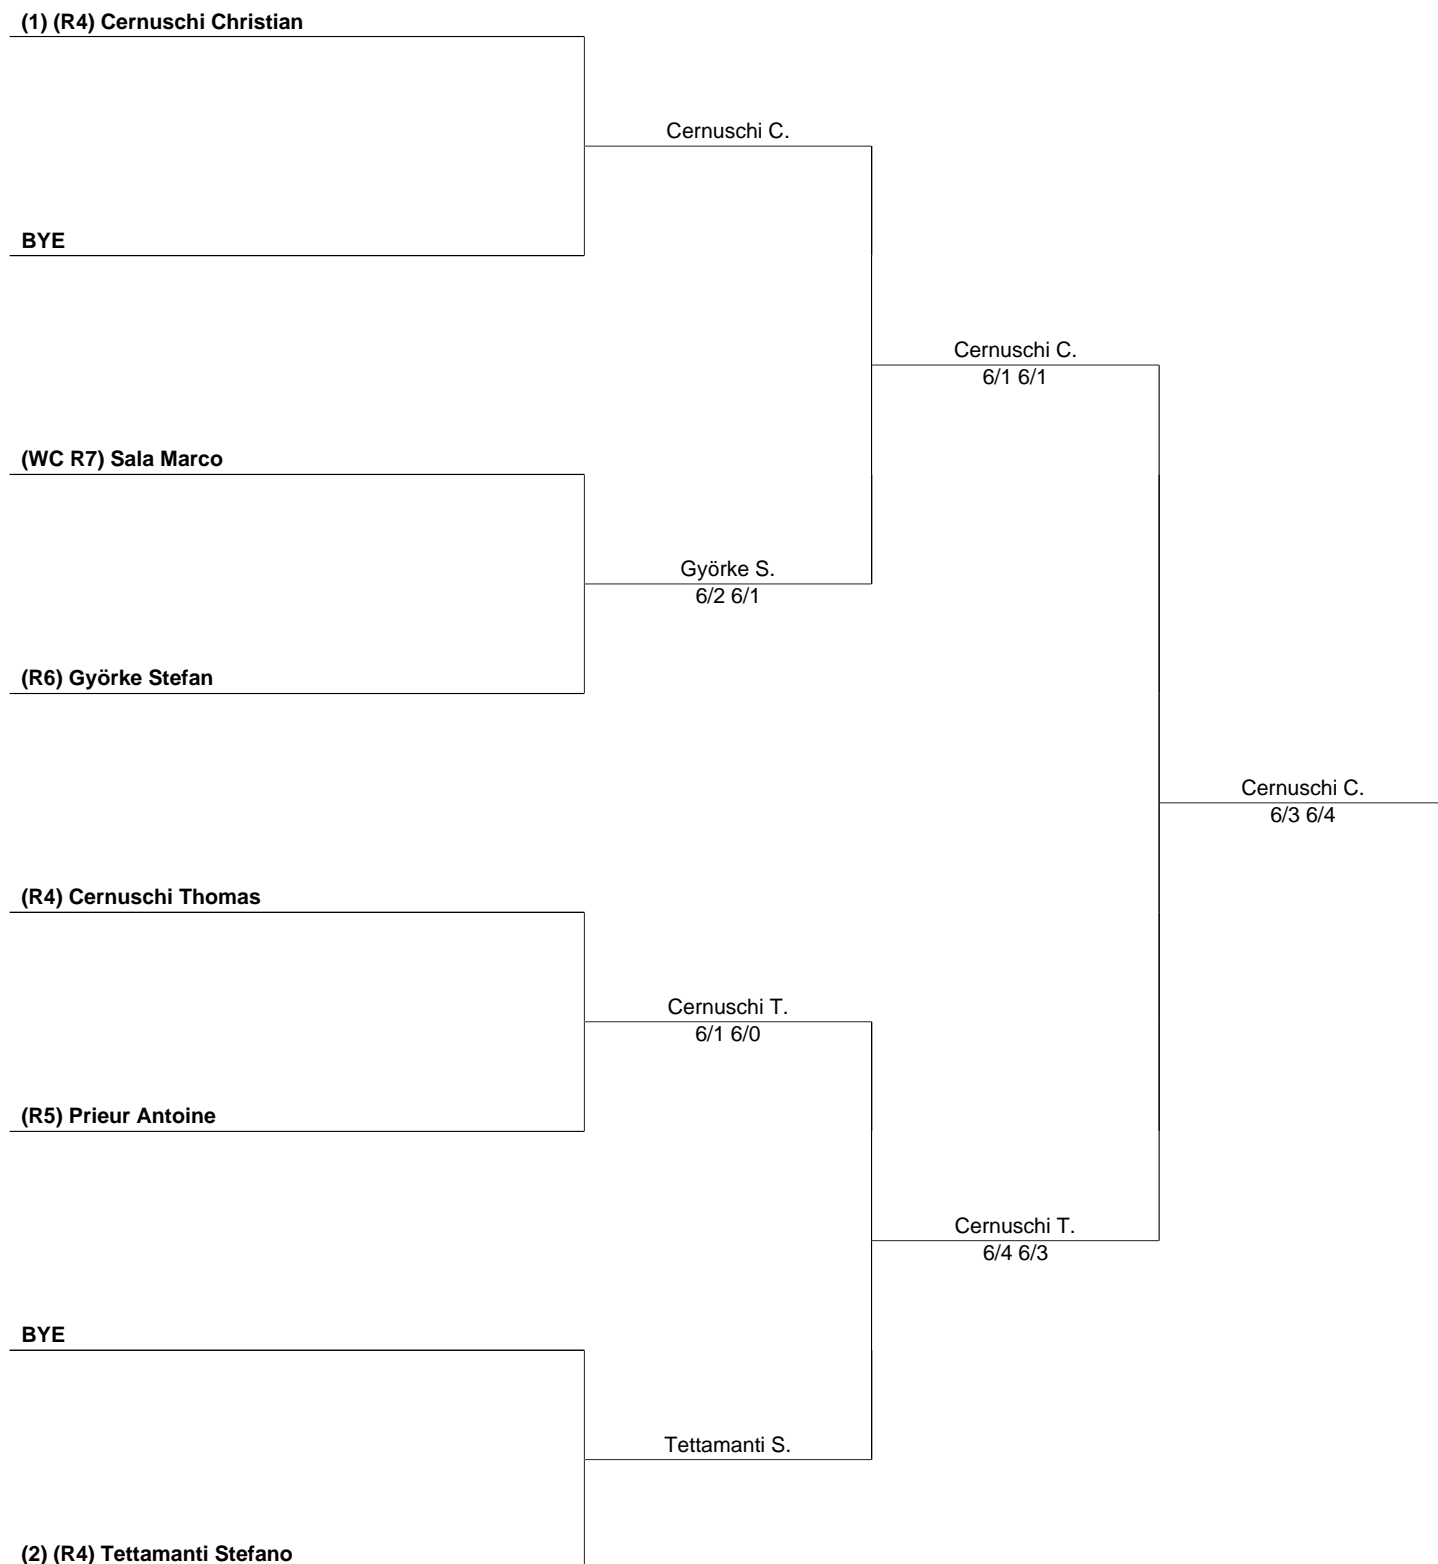 (1) (R4) Cernuschi Christian
Cernuschi C.
BYE
Cernuschi C.
6/1 6/1
(WC R7) Sala Marco
Györke S.
6/2 6/1
(R6) Györke Stefan
Cernuschi C.
6/3 6/4
(R4) Cernuschi Thomas
Cernuschi T.
6/1 6/0
(R5) Prieur Antoine
Cernuschi T.
6/4 6/3
BYE
Tettamanti S.
(2) (R4) Tettamanti Stefano